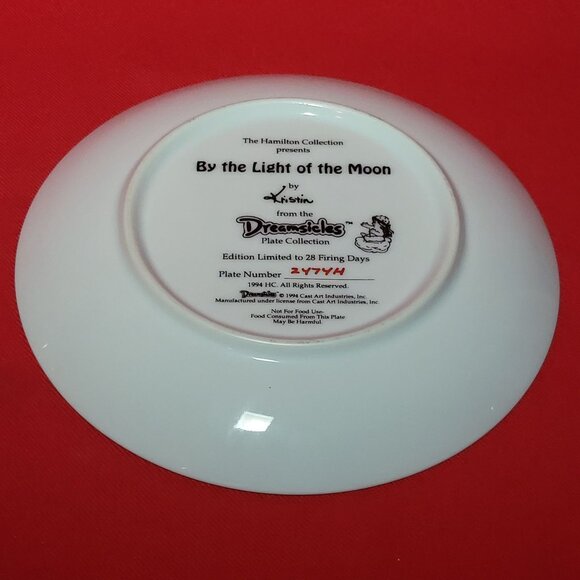 The Hamilton Collection
presents
By the Light of the Moon
by
Kristin
from the
Dreamsicles™
Plate Collection
Edition Limited to 28 Firing Days
Plate Number 2474H
1994 HC. All Rights Reserved.
Dreamsicles © 1994 Cast Art Industries, Inc.
Manufactured under license from Cast Art Industries, Inc.
Not For Food Use-
Food Consumed From This Plate
May Be Harmful.